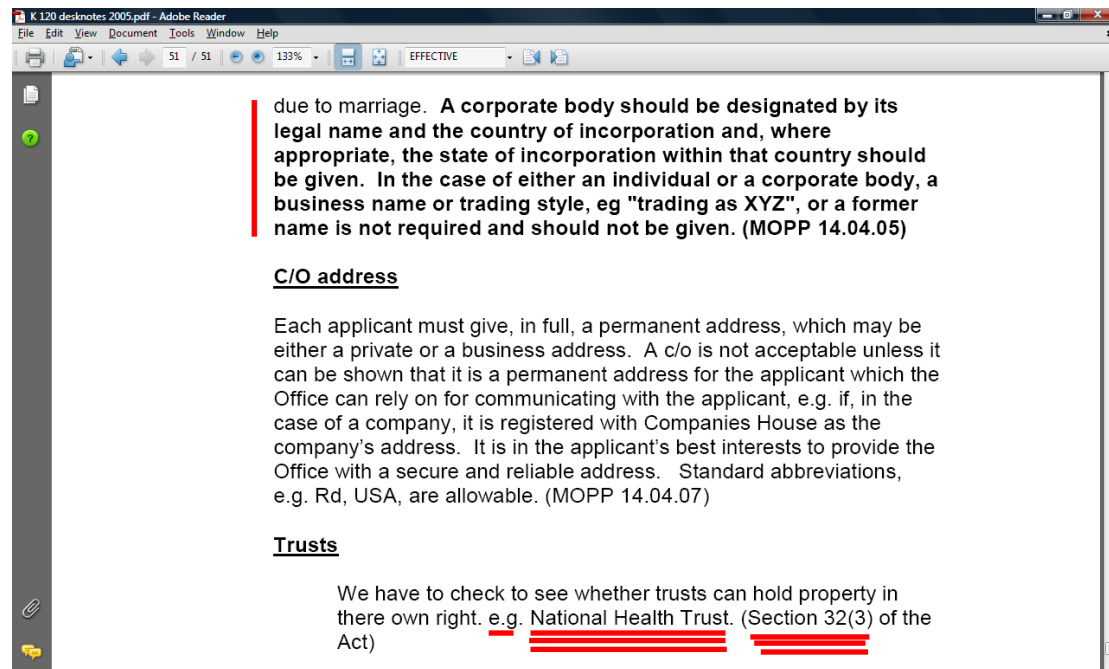 K 120 desknotes 2005.pdf - Adobe Reader
File Edit View Document Tools Window Help
51 / 51 133% EFFECTIVE
due to marriage. A corporate body should be designated by its
legal name and the country of incorporation and, where
appropriate, the state of incorporation within that country should
be given. In the case of either an individual or a corporate body, a
business name or trading style, eg "trading as XYZ", or a former
name is not required and should not be given. (MOPP 14.04.05)
C/O address
Each applicant must give, in full, a permanent address, which may be
either a private or a business address. A c/o is not acceptable unless it
can be shown that it is a permanent address for the applicant which the
Office can rely on for communicating with the applicant, e.g. if, in the
case of a company, it is registered with Companies House as the
company's address. It is in the applicant's best interests to provide the
Office with a secure and reliable address. Standard abbreviations,
e.g. Rd, USA, are allowable. (MOPP 14.04.07)
Trusts
We have to check to see whether trusts can hold property in
there own right. e.g. National Health Trust. (Section 32(3) of the
Act)